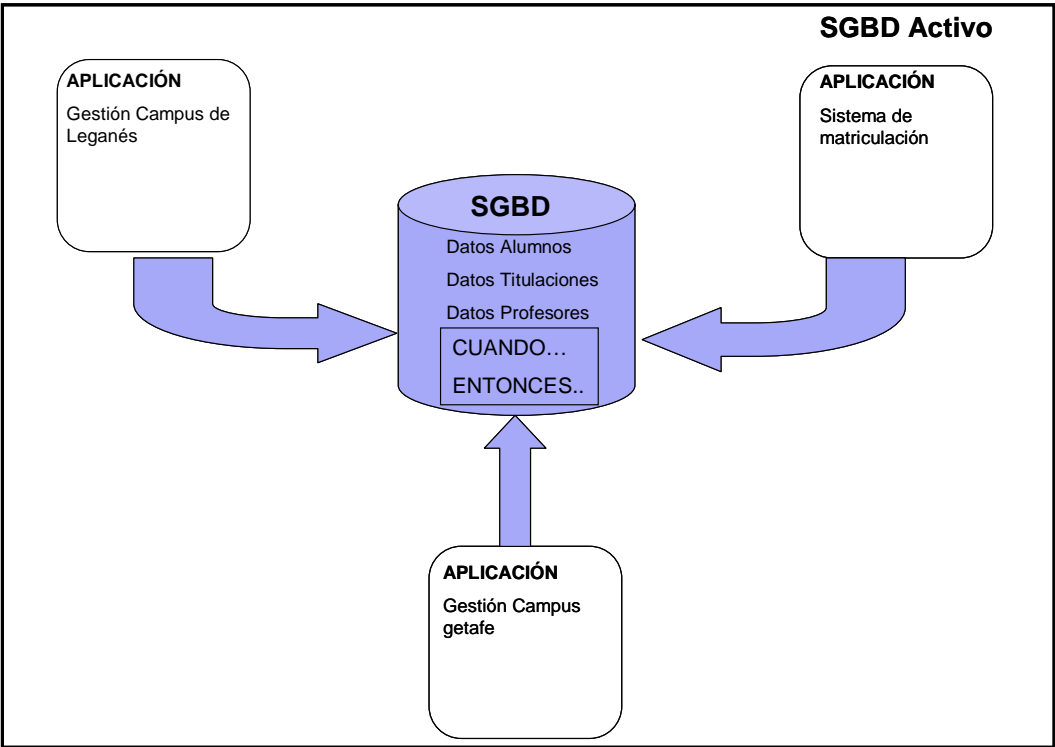 SGBD Activo
APLICACIÓN
Gestión Campus de
Leganés
APLICACIÓN
Sistema de
matriculación
SGBD
Datos Alumnos
Datos Titulaciones
Datos Profesores
CUANDO…
ENTONCES..
APLICACIÓN
Gestión Campus
getafe